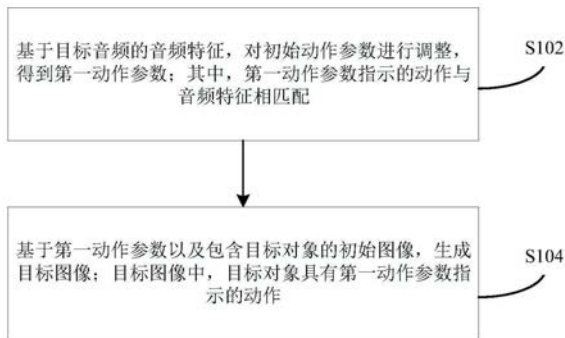 基于目标音频的音频特征，对初始动作参数进行调整，
得到第一动作参数；其中，第一动作参数指示的动作与
音频特征相匹配
S102
基于第一动作参数以及包含目标对象的初始图像，生成
目标图像；目标图像中，目标对象具有第一动作参数指
示的动作
S104